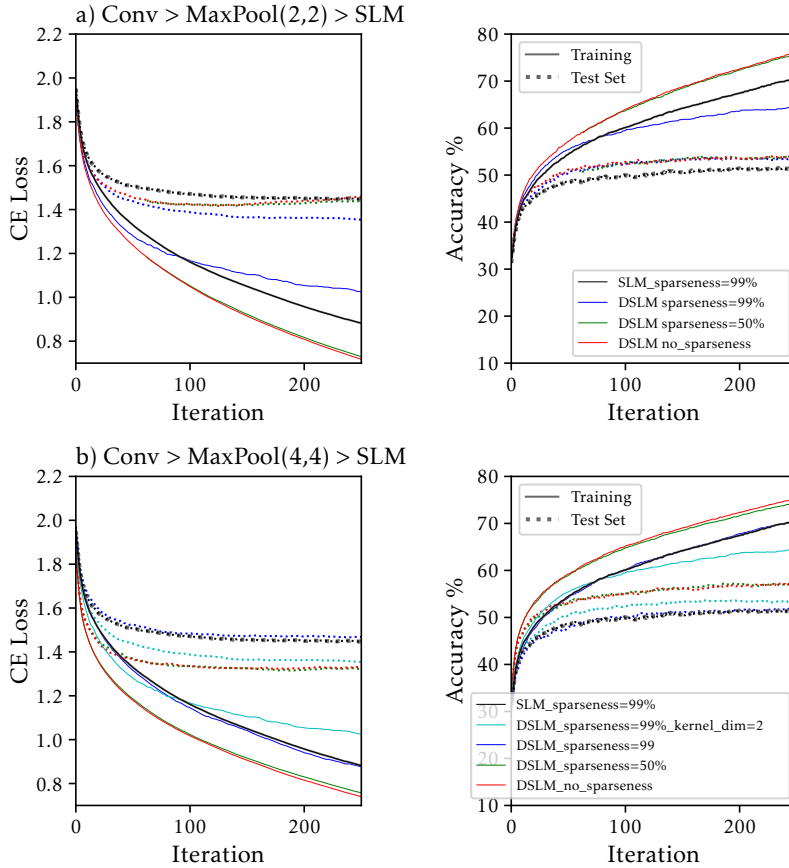 a) Conv > MaxPool(2,2) > SLM
2.2
2.0
1.8
1.6
1.4
1.2
1.0
0.8
CE Loss
0
100
200
Iteration
80
70
60
50
40
30
20
10
Accuracy %
Training
Test Set
SLM_sparseness=99%
DSLM sparseness=99%
DSLM sparseness=50%
DSLM no_sparseness
0
100
200
Iteration
b) Conv > MaxPool(4,4) > SLM
2.2
2.0
1.8
1.6
1.4
1.2
1.0
0.8
CE Loss
0
100
200
Iteration
80
70
60
50
40
30
20
10
Accuracy %
Training
Test Set
SLM_sparseness=99%
DSLM_sparseness=99%_kernel_dim=2
DSLM_sparseness=99
DSLM_sparseness=50%
DSLM_no_sparseness
0
100
200
Iteration